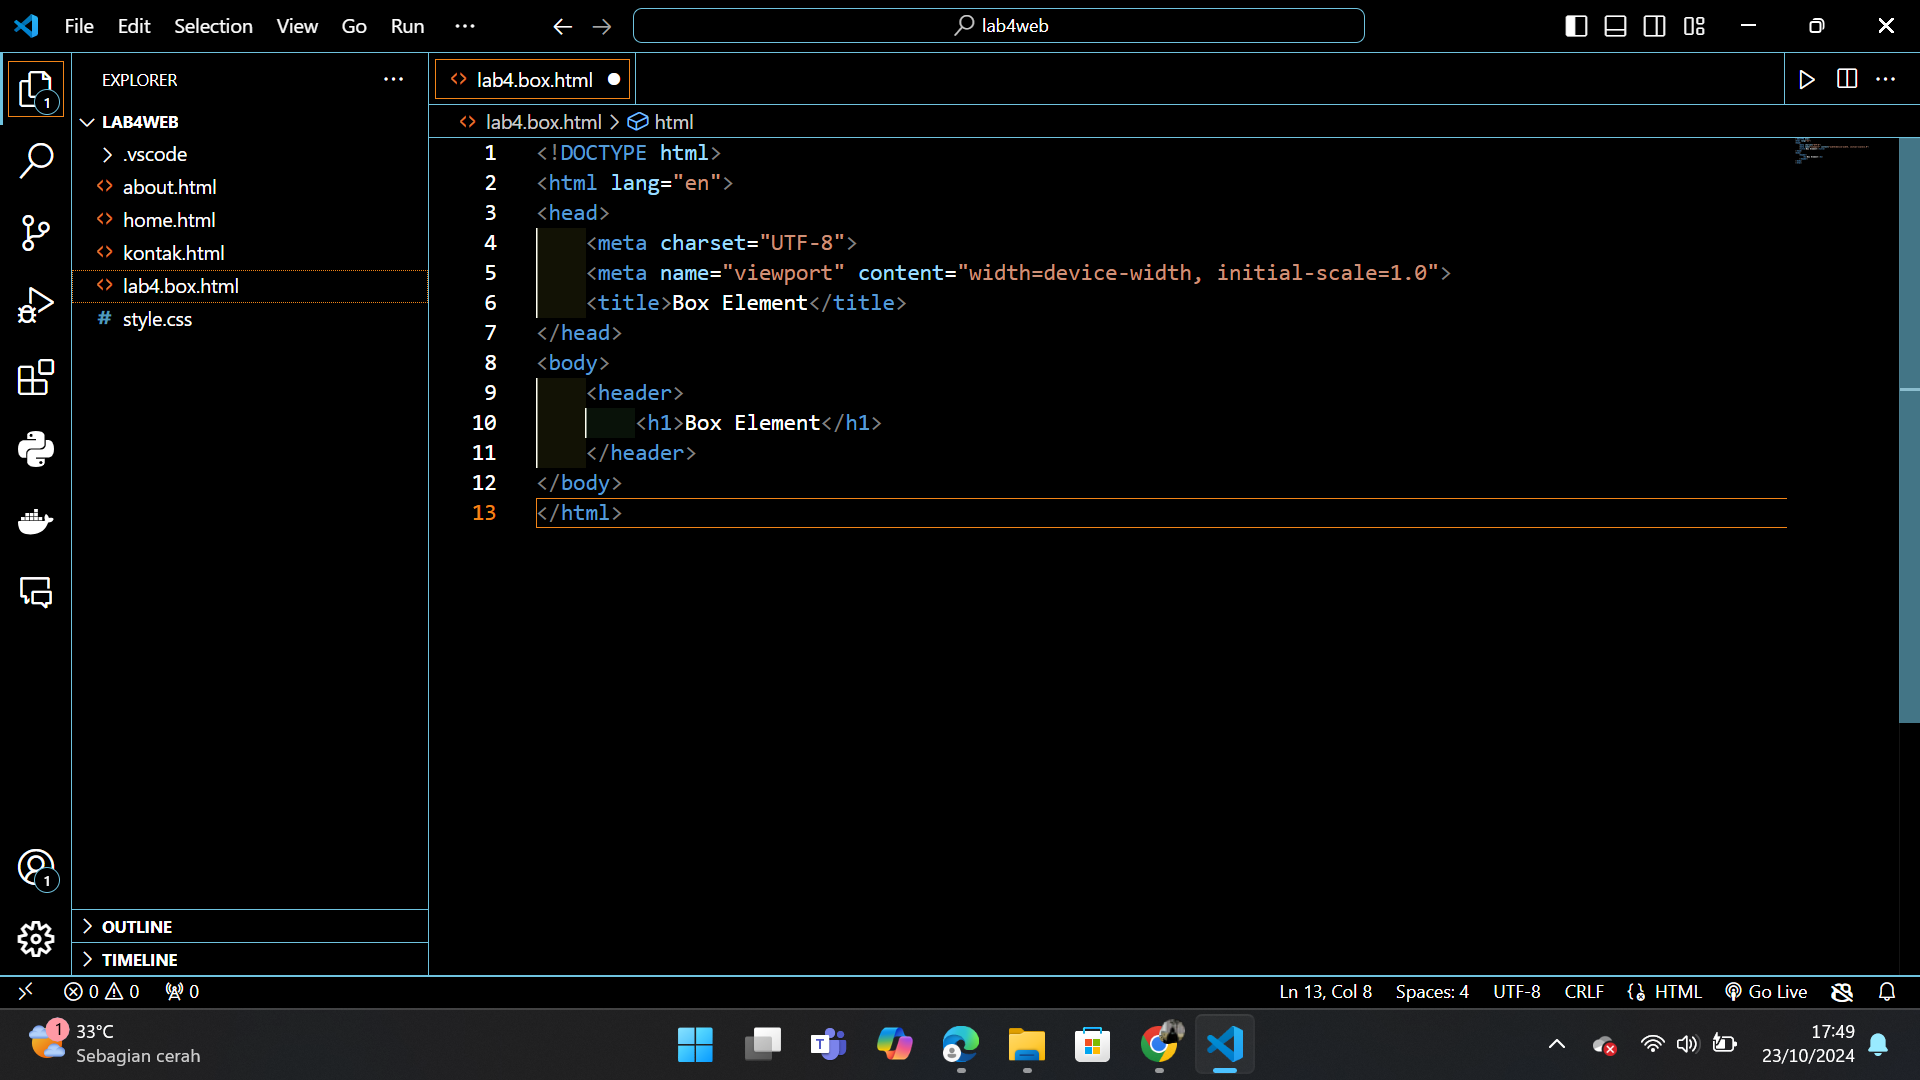 File Edit Selection View Go Run ··· lab4web
EXPLORER ···
LAB4WEB
.vscode
about.html
home.html
kontak.html
lab4.box.html
# style.css
OUTLINE
TIMELINE
lab4.box.html
lab4.box.html > html
1 <!DOCTYPE html>
2 <html lang="en">
3 <head>
4 <meta charset="UTF-8">
5 <meta name="viewport" content="width=device-width, initial-scale=1.0">
6 <title>Box Element</title>
7 </head>
8 <body>
9 <header>
10 <h1>Box Element</h1>
11 </header>
12 </body>
13 </html>
1
1
0 0 0 Ln 13, Col 8 Spaces: 4 UTF-8 CRLF HTML Go Live
1 33°C
Sebagian cerah
17:49
23/10/2024